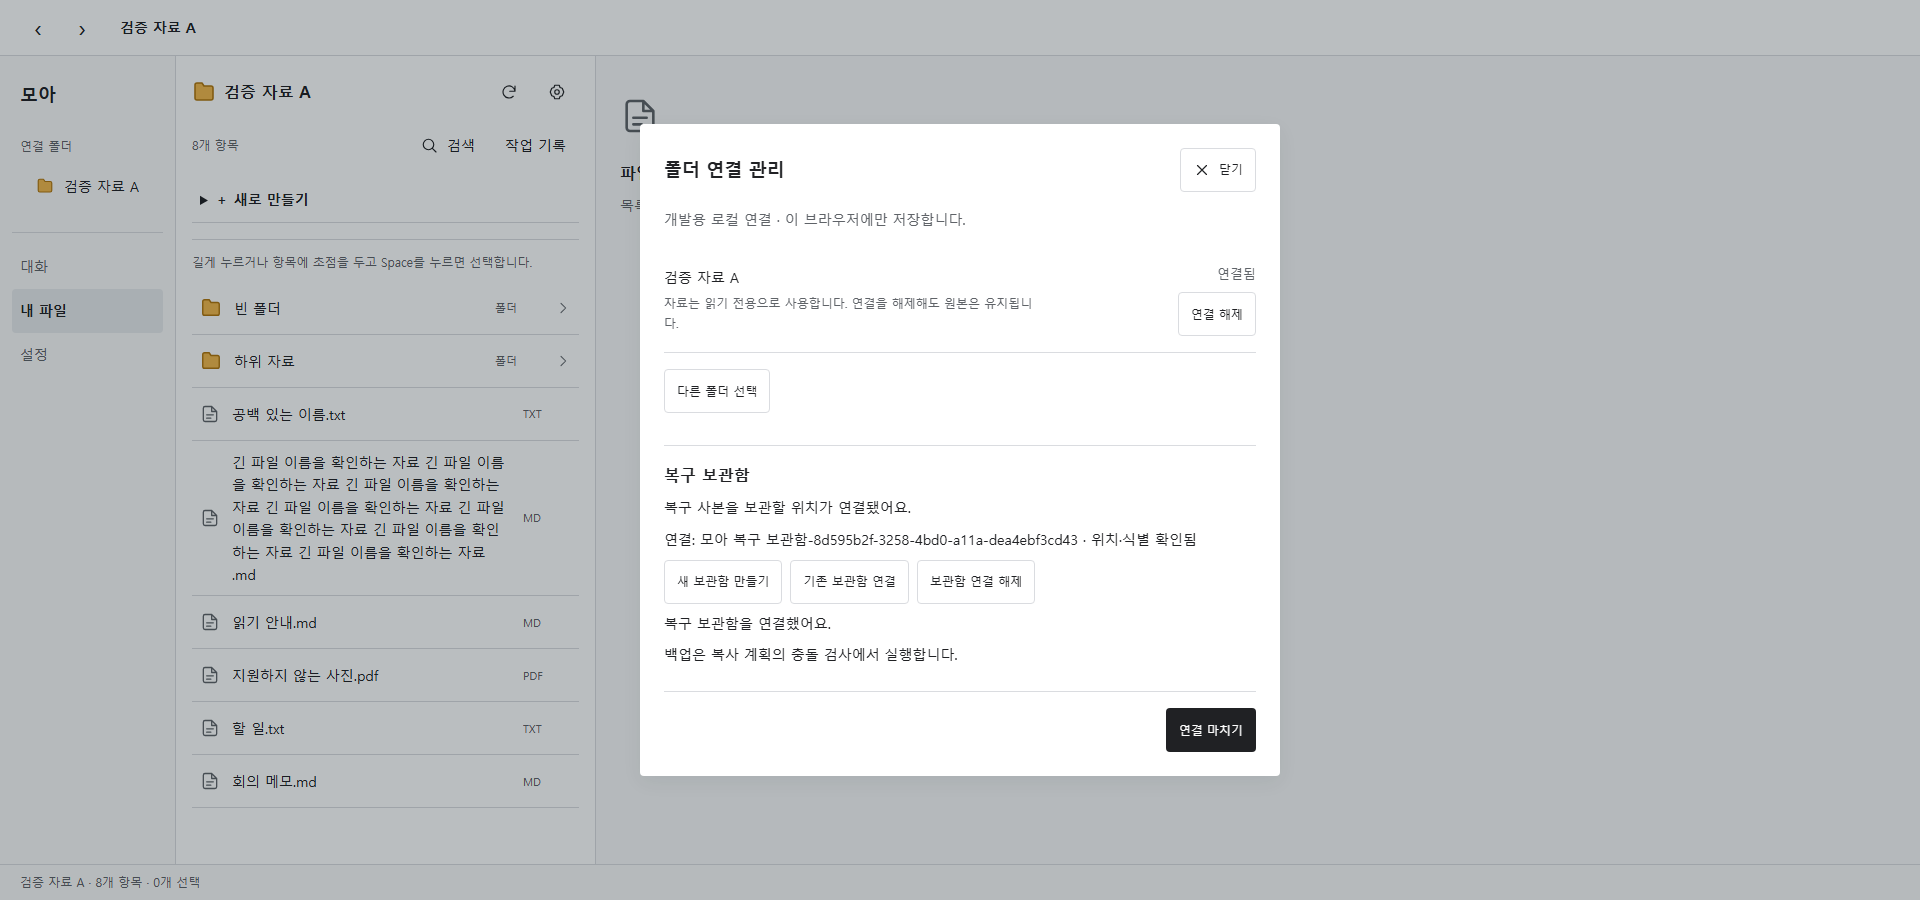 검증 자료 A
모아
연결 폴더
검증 자료 A
대화
내 파일
설정
검증 자료 A
8개 항목
검색
작업 기록
+ 새로 만들기
길게 누르거나 항목에 초점을 두고 Space를 누르면 선택합니다.
빈 폴더
폴더
하위 자료
폴더
공백 있는 이름.txt
TXT
긴 파일 이름을 확인하는 자료 긴 파일 이름
을 확인하는 자료 긴 파일 이름을 확인하는
자료 긴 파일 이름을 확인하는 자료 긴 파일
이름을 확인하는 자료 긴 파일 이름을 확인
하는 자료 긴 파일 이름을 확인하는 자료
.md
MD
읽기 안내.md
MD
지원하지 않는 사진.pdf
PDF
할 일.txt
TXT
회의 메모.md
MD
폴더 연결 관리
닫기
개발용 로컬 연결 · 이 브라우저에만 저장합니다.
검증 자료 A
연결됨
자료는 읽기 전용으로 사용합니다. 연결을 해제해도 원본은 유지됩니
다.
연결 해제
다른 폴더 선택
복구 보관함
복구 사본을 보관할 위치가 연결됐어요.
연결: 모아 복구 보관함-8d595b2f-3258-4bd0-a11a-dea4ebf3cd43 · 위치·식별 확인됨
새 보관함 만들기
기존 보관함 연결
보관함 연결 해제
복구 보관함을 연결했어요.
백업은 복사 계획의 충돌 검사에서 실행합니다.
연결 마치기
검증 자료 A · 8개 항목 · 0개 선택